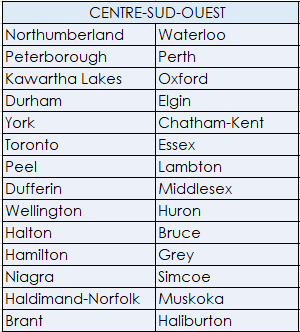 CENTRE-SUD-OUEST
Northumberland Waterloo
Peterborough Perth
Kawartha Lakes Oxford
Durham Elgin
York Chatham-Kent
Toronto Essex
Peel Lambton
Dufferin Middlesex
Wellington Huron
Halton Bruce
Hamilton Grey
Niagra Simcoe
Haldimand-Norfolk Muskoka
Brant Haliburton